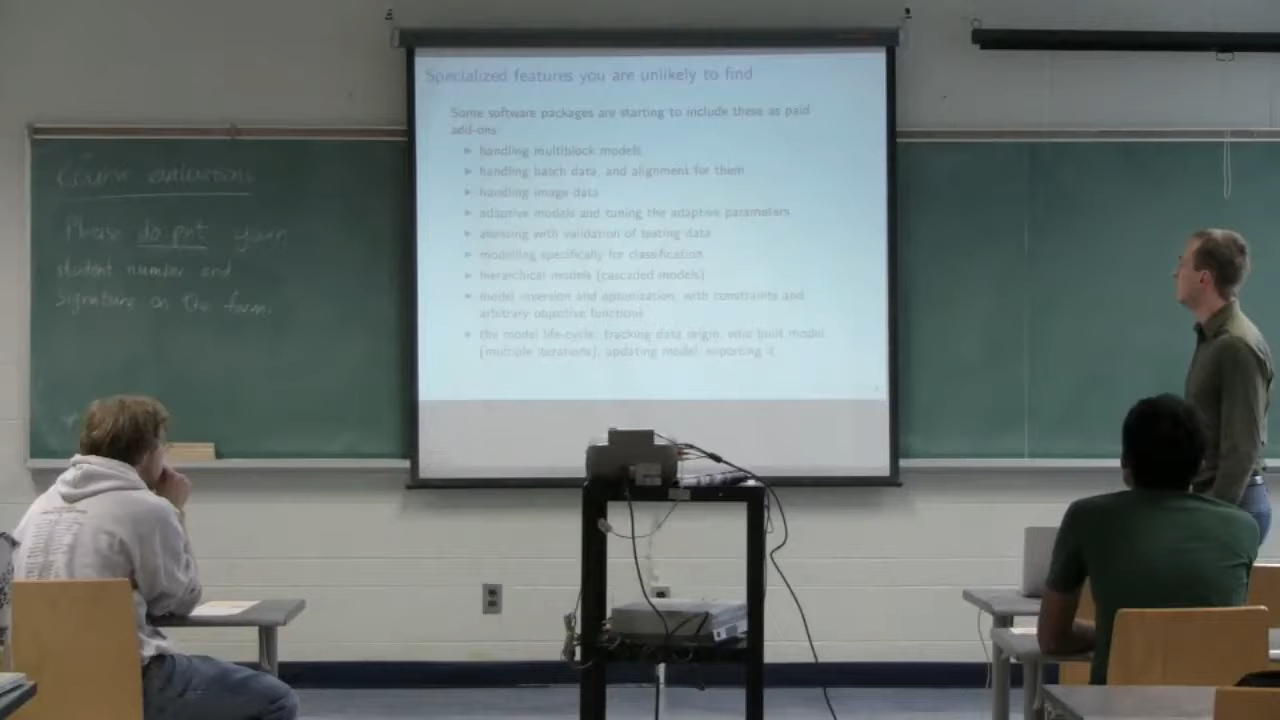 Course evaluations
Please do put your
student number and
signature on the form.
Specialized features you are unlikely to find
Some software packages are starting to include these as paid
add-ons:
► handling multiblock models
► handling batch data, and alignment for them
► handling image data
► adaptive models and tuning the adaptive parameters
► assessing with validation of testing data
► modelling specifically for classification
► hierarchical models (cascaded models)
► model inversion and optimization, with constraints and
arbitrary objective functions
► the model life-cycle: tracking data origin, who built model
(multiple iterations), updating model, exporting it